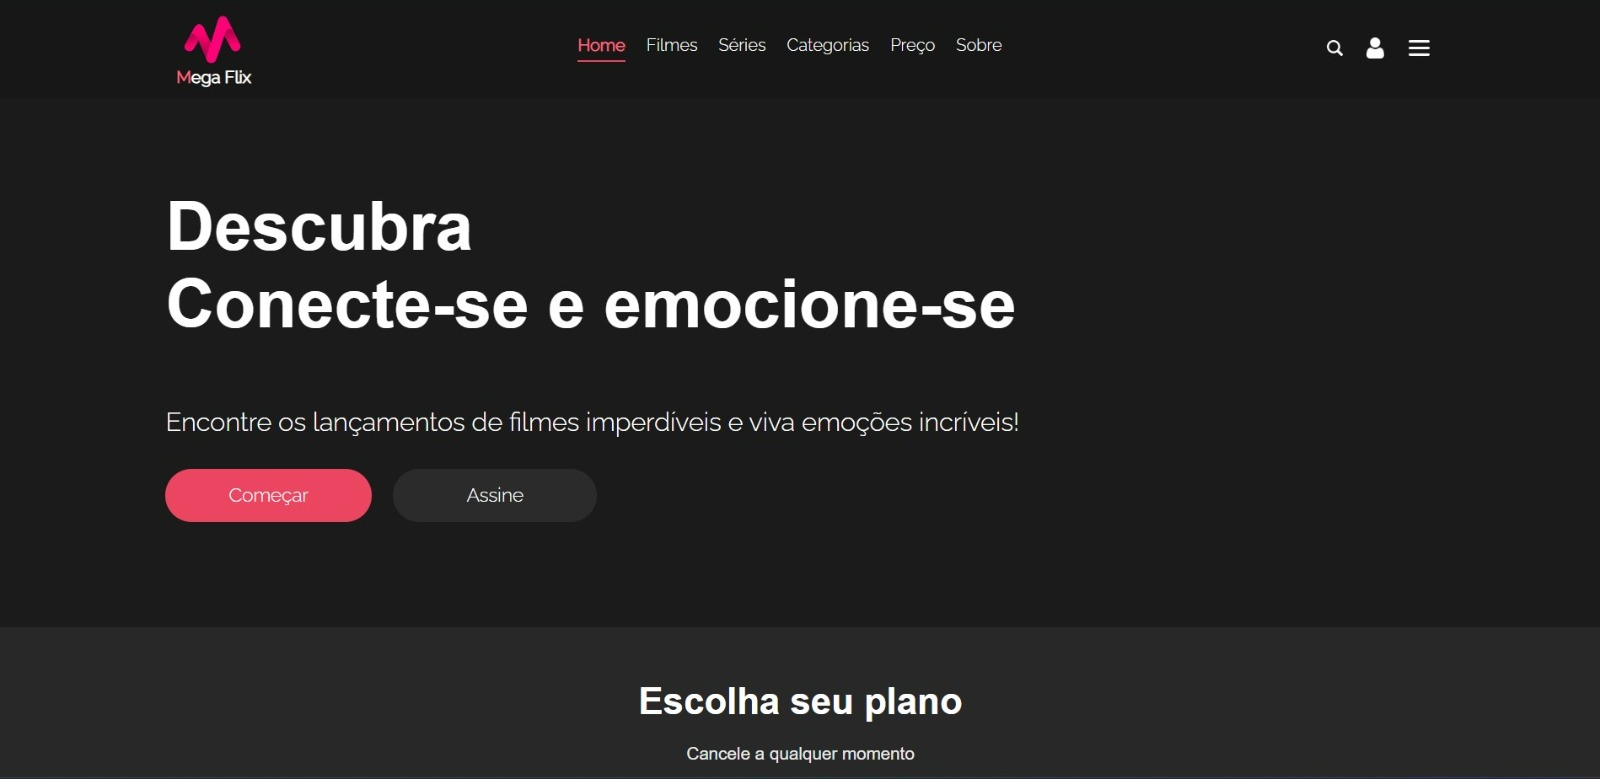 Mega Flix
Home Filmes Séries Categorias Preço Sobre
Descubra
Conecte-se e emocione-se
Encontre os lançamentos de filmes imperdíveis e viva emoções incríveis!
Começar Assine
Escolha seu plano
Cancele a qualquer momento